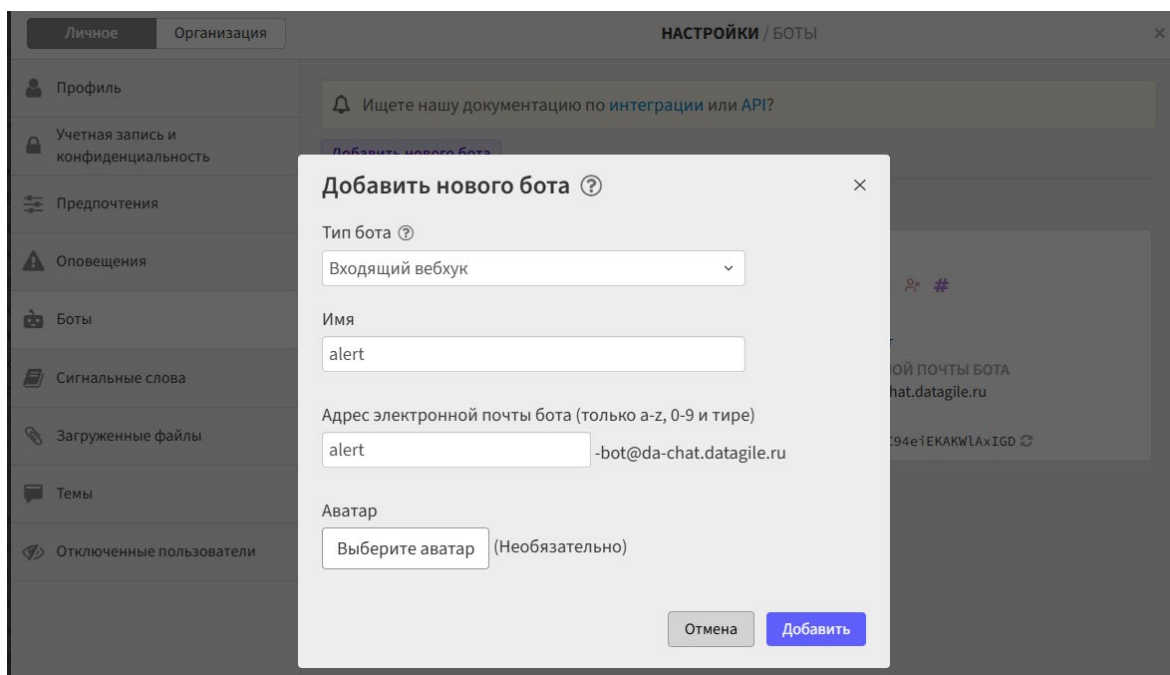 Личное
Организация
НАСТРОЙКИ / БОТЫ
Профиль
Учетная запись и
конфиденциальность
Предпочтения
Оповещения
Боты
Сигнальные слова
Загруженные файлы
Темы
Отключенные пользователи
Ищете нашу документацию по интеграции или API?
Добавить нового бота
Добавить нового бота
Тип бота
Входящий вебхук
Имя
alert
Адрес электронной почты бота (только a-z, 0-9 и тире)
alert -bot@da-chat.datagile.ru
Аватар
Выберите аватар (Необязательно)
Отмена
Добавить
ОЙ ПОЧТЫ БОТА
hat.datagile.ru